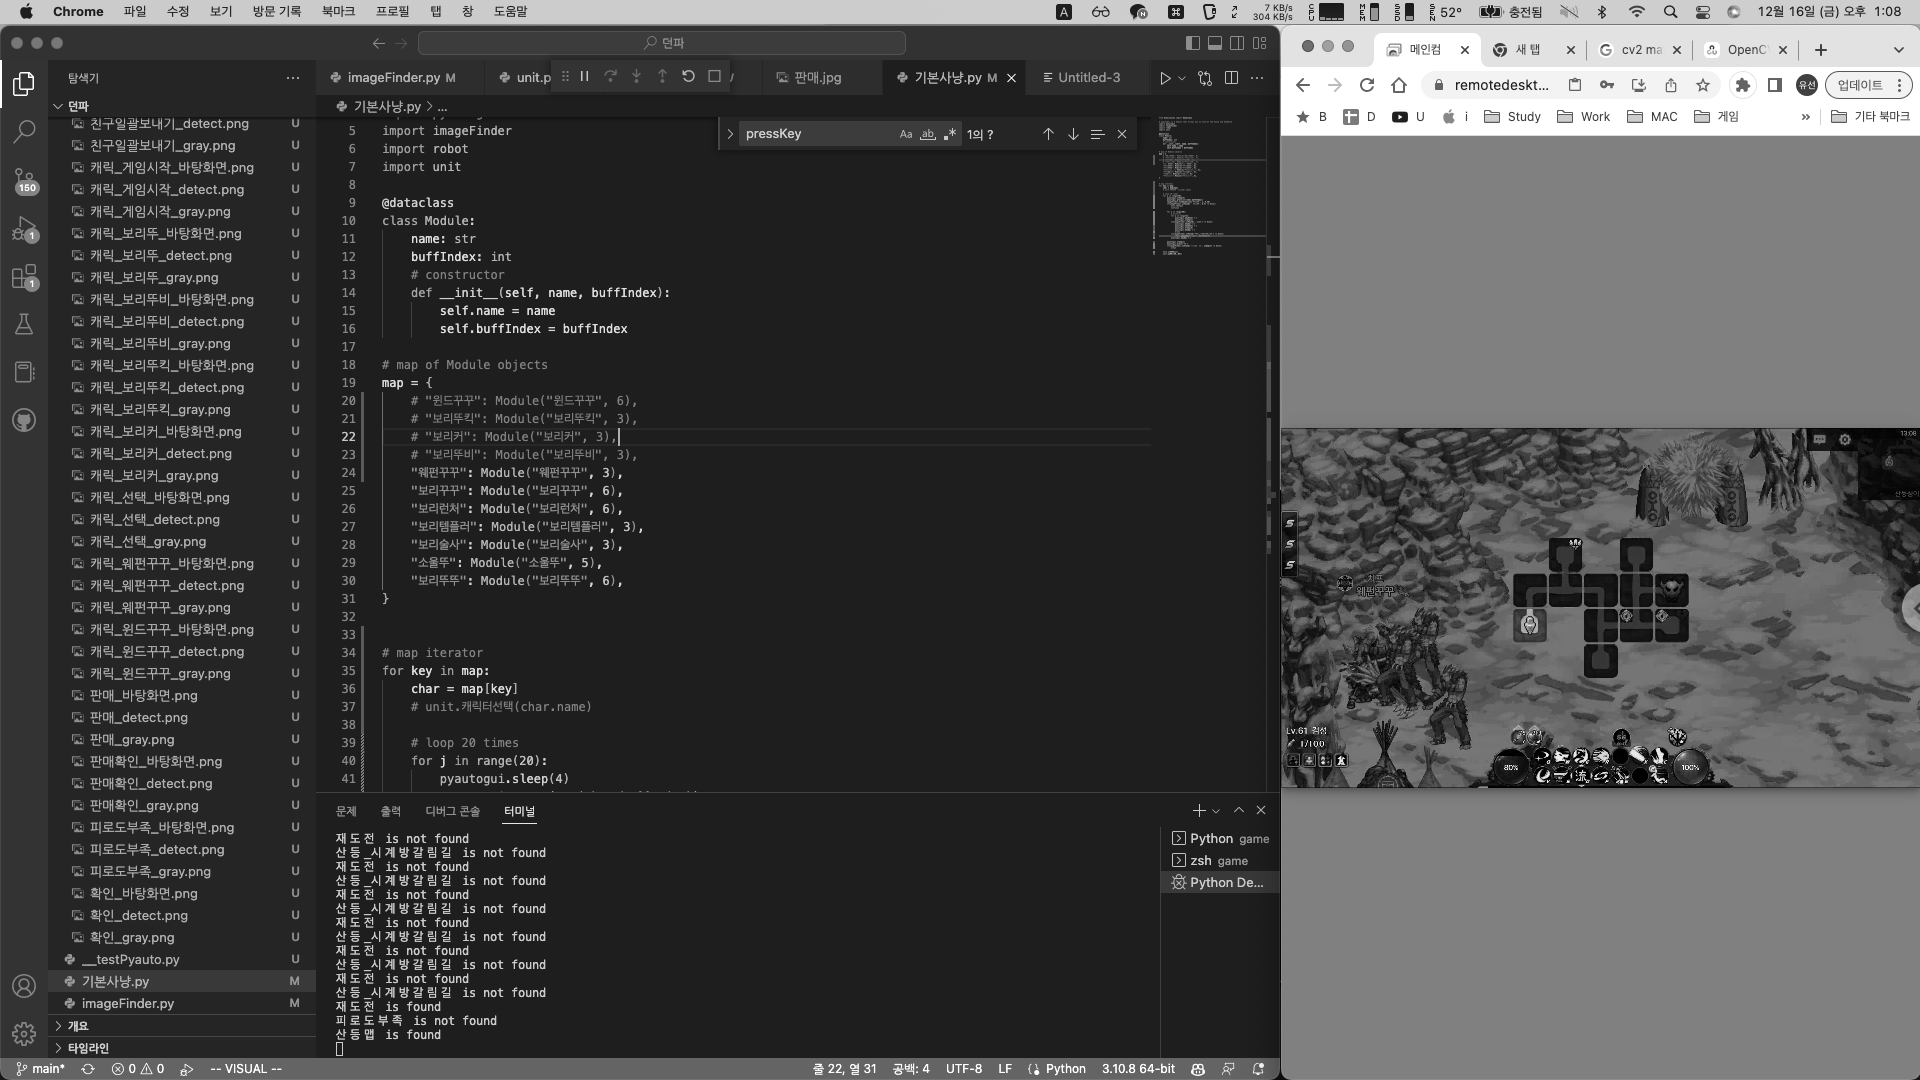 Chrome 파일 수정 보기 방문 기록 북마크 프로필 탭 창 도움말
7 KB/s
304 KB/s
52° 충전됨 12월 16일 (금) 오후 1:08
던파
탐색기
던파
친구일괄보내기_detect.png U
친구일괄보내기_gray.png U
캐릭_게임시작_바탕화면.png U
캐릭_게임시작_detect.png U
캐릭_게임시작_gray.png U
캐릭_보리뚜_바탕화면.png U
캐릭_보리뚜_detect.png U
캐릭_보리뚜_gray.png U
캐릭_보리뚜비_바탕화면.png U
캐릭_보리뚜비_detect.png U
캐릭_보리뚜비_gray.png U
캐릭_보리뚜킥_바탕화면.png U
캐릭_보리뚜킥_detect.png U
캐릭_보리뚜킥_gray.png U
캐릭_보리커_바탕화면.png U
캐릭_보리커_detect.png U
캐릭_보리커_gray.png U
캐릭_선택_바탕화면.png U
캐릭_선택_detect.png U
캐릭_선택_gray.png U
캐릭_웨펀꾸꾸_바탕화면.png U
캐릭_웨펀꾸꾸_detect.png U
캐릭_웨펀꾸꾸_gray.png U
캐릭_윈드꾸꾸_바탕화면.png U
캐릭_윈드꾸꾸_detect.png U
캐릭_윈드꾸꾸_gray.png U
판매_바탕화면.png U
판매_detect.png U
판매_gray.png U
판매확인_바탕화면.png U
판매확인_detect.png U
판매확인_gray.png U
피로도부족_바탕화면.png U
피로도부족_detect.png U
피로도부족_gray.png U
확인_바탕화면.png U
확인_detect.png U
확인_gray.png U
__testPyauto.py U
기본사냥.py M
imageFinder.py M
개요
타임라인
150
1
1
imageFinder.py M unit.p 판매.jpg 기본사냥.py M Untitled-3
기본사냥.py > ...
pressKey Aa ab 1의 ?
5 import imageFinder
6 import robot
7 import unit
8
9 @dataclass
10 class Module:
11 name: str
12 buffIndex: int
13 # constructor
14 def __init__(self, name, buffIndex):
15 self.name = name
16 self.buffIndex = buffIndex
17
18 # map of Module objects
19 map = {
20 # "윈드꾸꾸": Module("윈드꾸꾸", 6),
21 # "보리뚜킥": Module("보리뚜킥", 3),
22 # "보리커": Module("보리커", 3),
23 # "보리뚜비": Module("보리뚜비", 3),
24 "웨펀꾸꾸": Module("웨펀꾸꾸", 3),
25 "보리꾸꾸": Module("보리꾸꾸", 6),
26 "보리런처": Module("보리런처", 6),
27 "보리템플러": Module("보리템플러", 3),
28 "보리술사": Module("보리술사", 3),
29 "소울뚜": Module("소울뚜", 5),
30 "보리뚜뚜": Module("보리뚜뚜", 6),
31 }
32
33
34 # map iterator
35 for key in map:
36 char = map[key]
37 # unit.캐릭터선택(char.name)
38
39 # loop 20 times
40 for j in range(20):
41 pyautogui.sleep(4)
문제 출력 디버그 콘솔 터미널
재도전 is not found
산등_시계방갈림길 is not found
재도전 is not found
산등_시계방갈림길 is not found
재도전 is not found
산등_시계방갈림길 is not found
재도전 is not found
산등_시계방갈림길 is not found
재도전 is not found
산등_시계방갈림길 is not found
재도전 is not found
산등_시계방갈림길 is not found
재도전 is found
피로도부족 is not found
산등맵 is found
Python game
zsh game
Python De...
main* 0 0 -- VISUAL -- 줄 22, 열 31 공백: 4 UTF-8 LF Python 3.10.8 64-bit
메인컴 새 탭 cv2 ma OpenC
remotedeskt... 유선 업데이트
B D U i Study Work MAC 게임 » 기타 북마크
13:08
웨펀꾸꾸
Lv.61 검성
1/100
80% 100%